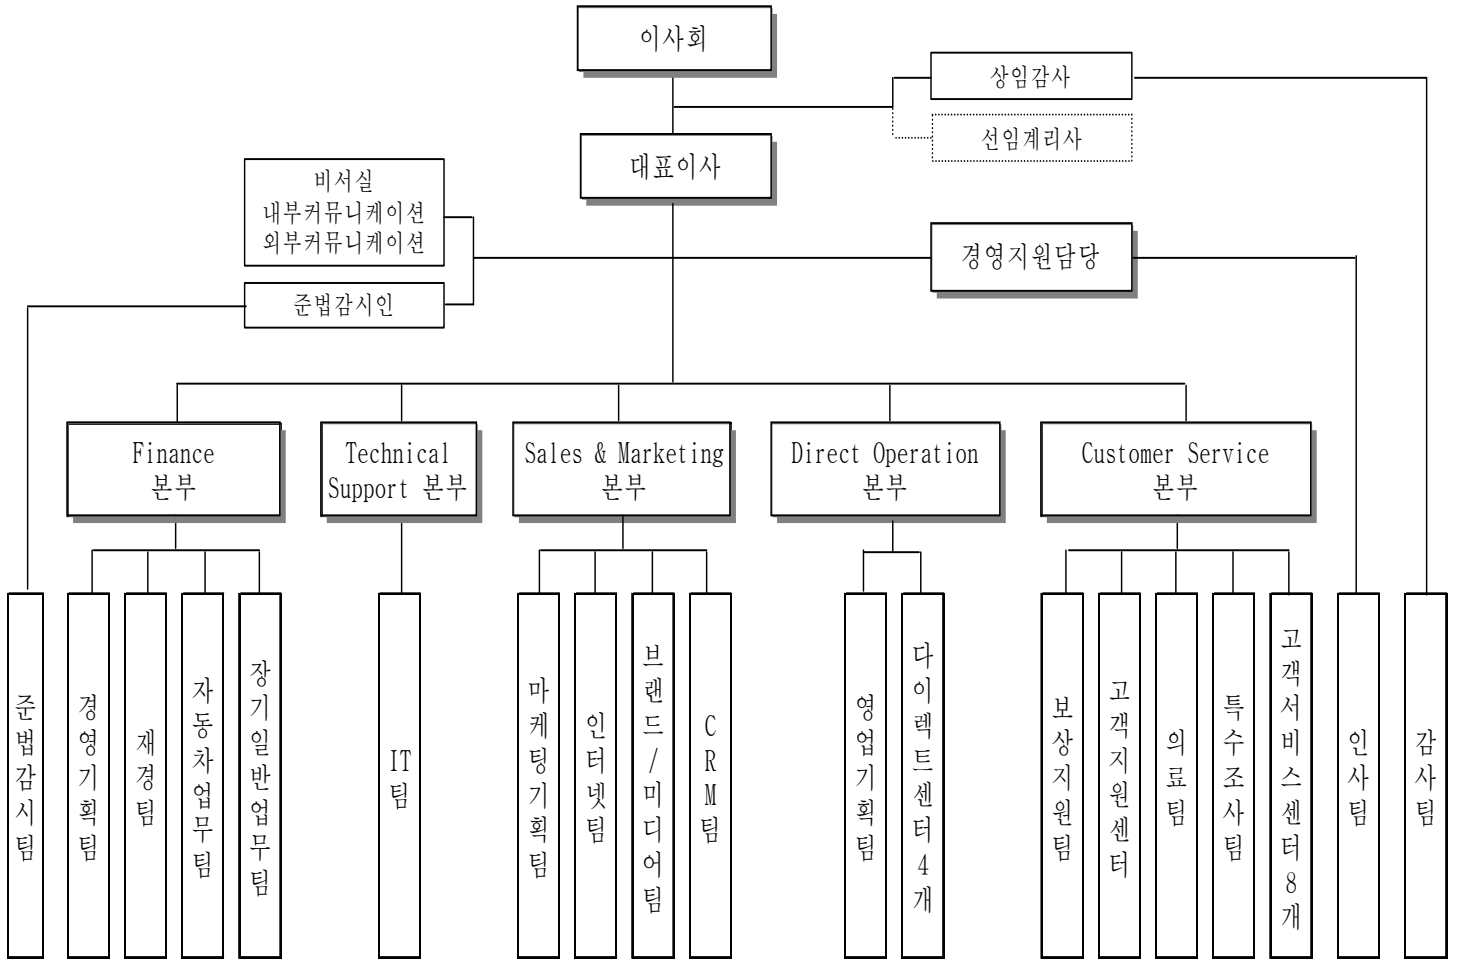 이사회
상임감사
선임계리사
대표이사
비서실
내부커뮤니케이션
외부커뮤니케이션
경영지원담당
준법감시인
Finance
본부
Technical
Support 본부
Sales & Marketing
본부
Direct Operation
본부
Customer Service
본부
준법감시팀
경영기획팀
재경팀
자동차업무팀
장기일반업무팀
IT
팀
마케팅기획팀
인터넷팀
브랜드/미디어팀
CRM팀
영업기획팀
다이렉트센터4개
보상지원팀
고객지원센터
의료팀
특수조사팀
고객서비스센터8개
인사팀
감사팀